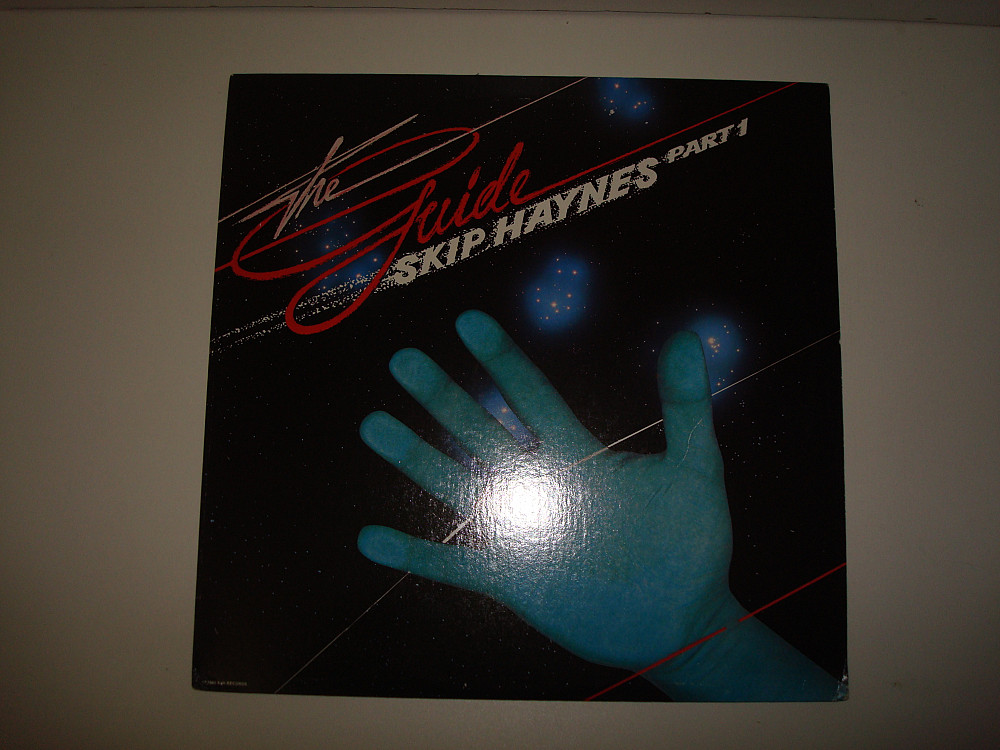 The Guide
SKIP HAYNES PART 1